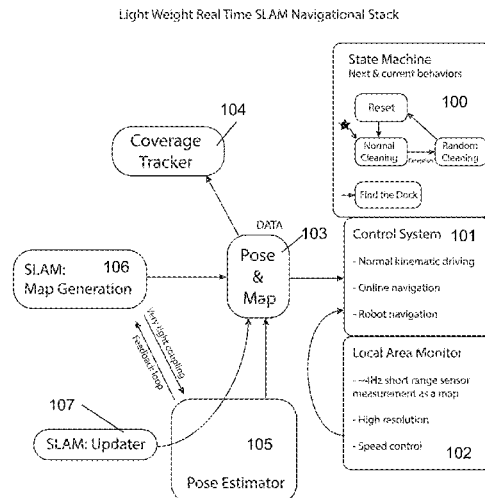 Light Weight Real Time SLAM Navigational Stack
State Machine
Next & current behaviors
100
Reset
Normal
Cleaning
Random
Cleaning
Find the Dock
104
Coverage
Tracker
DATA
103
Pose
&
Map
Control System
101
- Normal kinematic driving
- Online navigation
- Robot navigation
SLAM:
Map Generation
106
Very tight coupling
Feedback loop
Local Area Monitor
- ~4Hz short range sensor
measurement as a map
- High resolution
- Speed control
102
107
SLAM: Updater
105
Pose Estimator